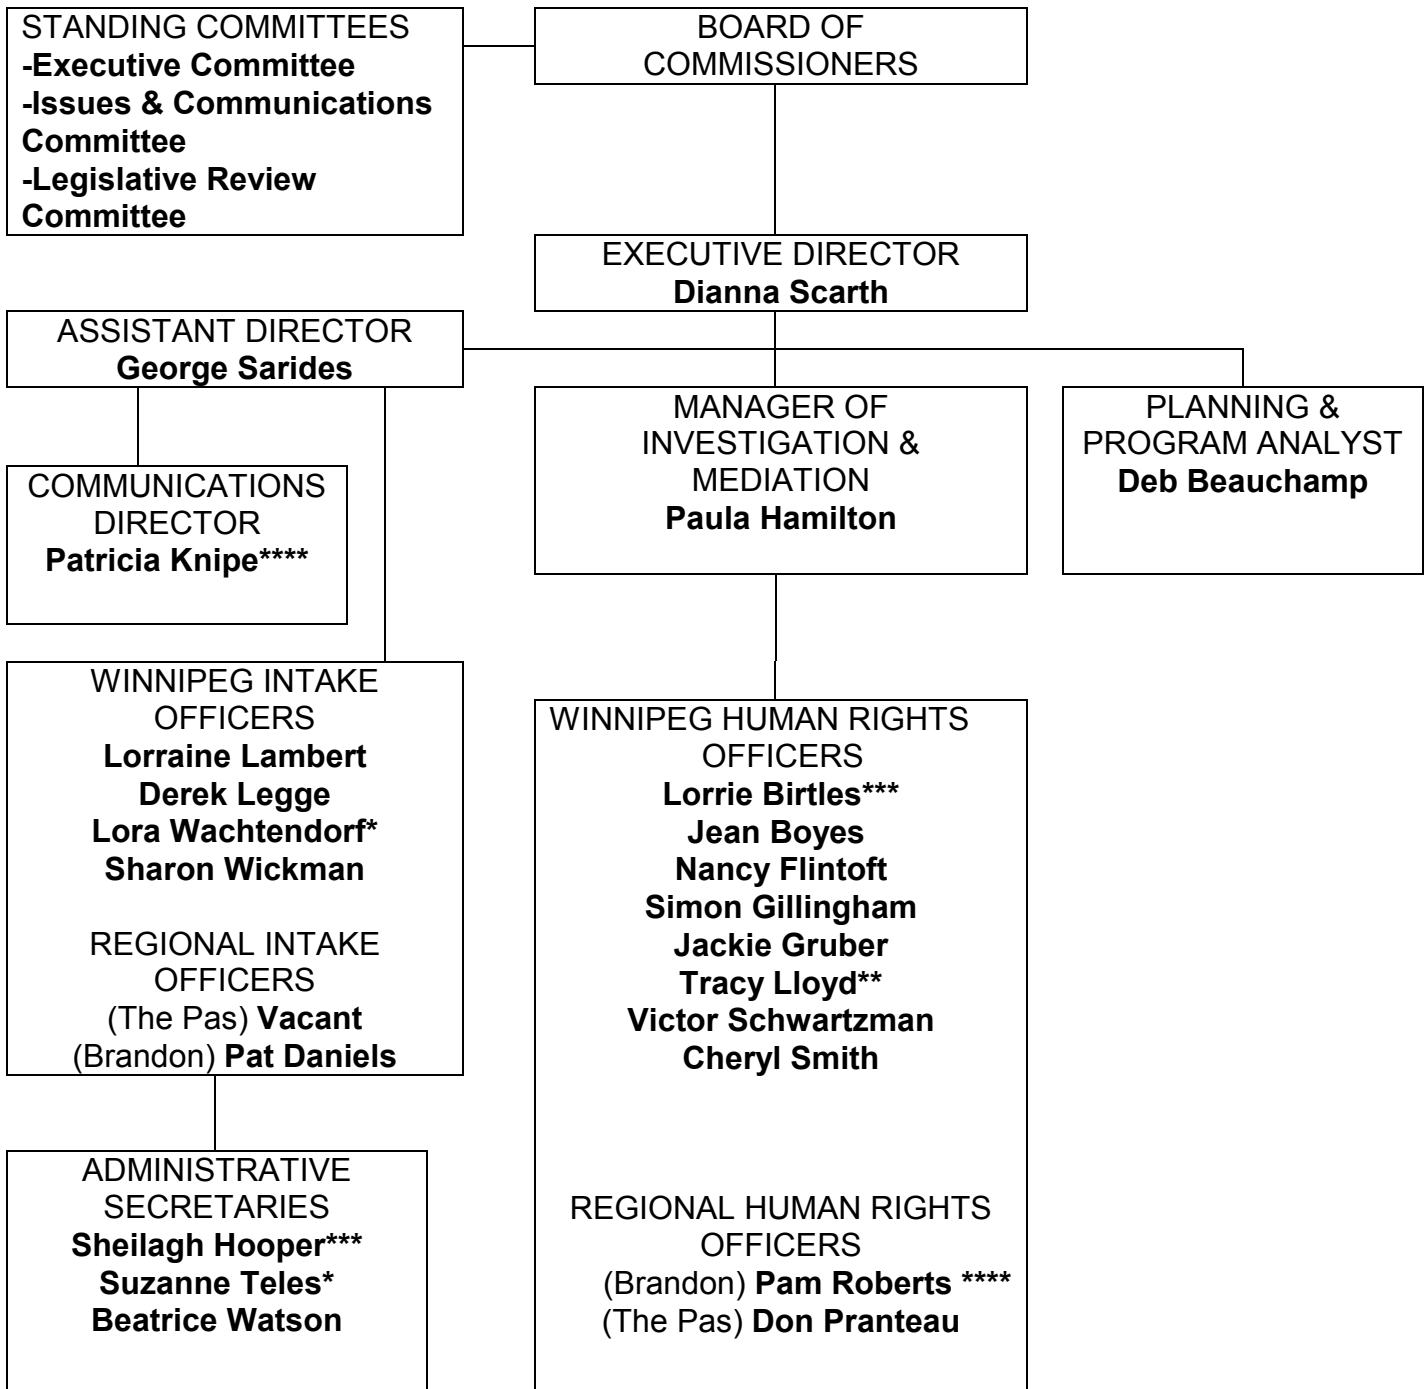 STANDING COMMITTEES
-Executive Committee
-Issues & Communications
Committee
-Legislative Review
Committee
BOARD OF
COMMISSIONERS
EXECUTIVE DIRECTOR
Dianna Scarth
ASSISTANT DIRECTOR
George Sarides
MANAGER OF
INVESTIGATION &
MEDIATION
Paula Hamilton
PLANNING &
PROGRAM ANALYST
Deb Beauchamp
COMMUNICATIONS
DIRECTOR
Patricia Knipe****
WINNIPEG INTAKE
OFFICERS
Lorraine Lambert
Derek Legge
Lora Wachtendorf*
Sharon Wickman
REGIONAL INTAKE
OFFICERS
(The Pas) Vacant
(Brandon) Pat Daniels
WINNIPEG HUMAN RIGHTS
OFFICERS
Lorrie Birtles***
Jean Boyes
Nancy Flintoft
Simon Gillingham
Jackie Gruber
Tracy Lloyd**
Victor Schwartzman
Cheryl Smith
REGIONAL HUMAN RIGHTS
OFFICERS
(Brandon) Pam Roberts ****
(The Pas) Don Pranteau
ADMINISTRATIVE
SECRETARIES
Sheilagh Hooper***
Suzanne Teles*
Beatrice Watson